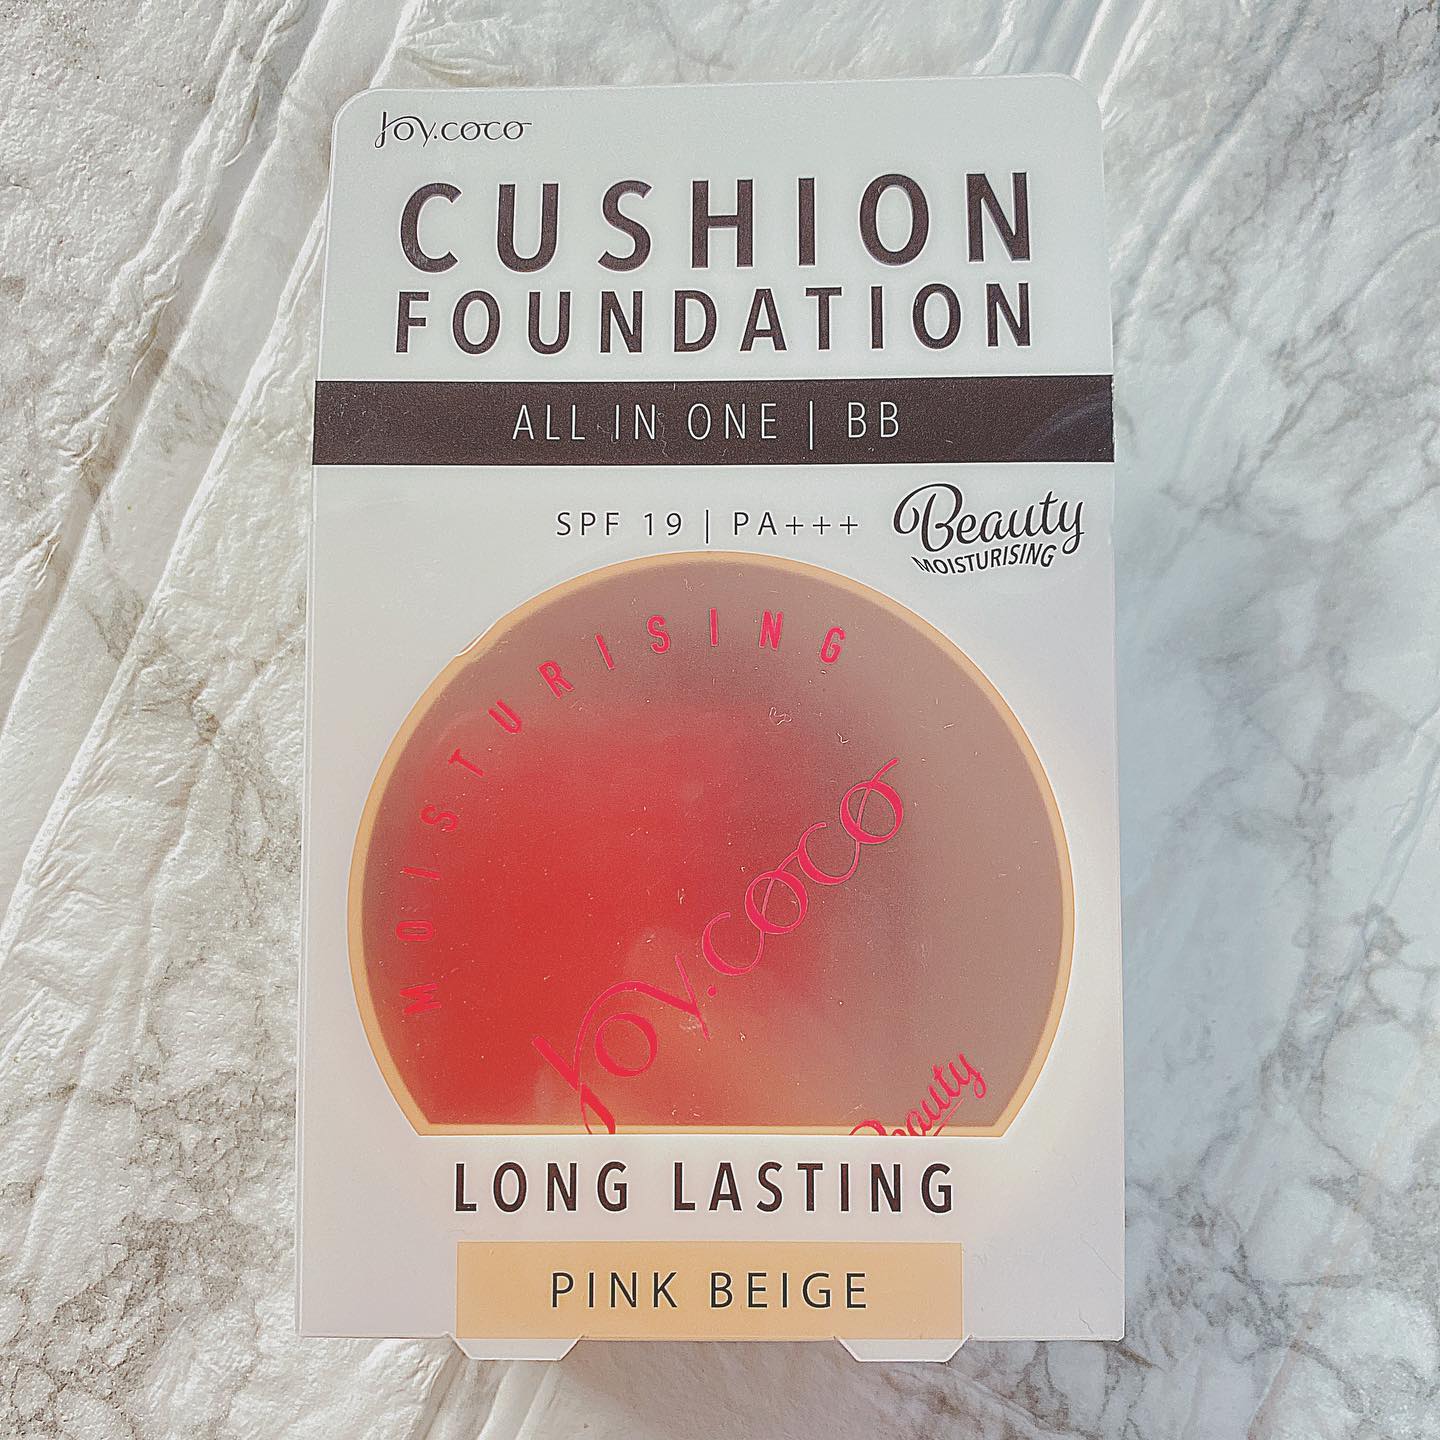 Joy.coco
CUSHION
FOUNDATION
ALL IN ONE | BB
SPF 19 | PA+++
Beauty
MOISTURISING
MOISTURISING
Joy.coco
Beauty
LONG LASTING
PINK BEIGE